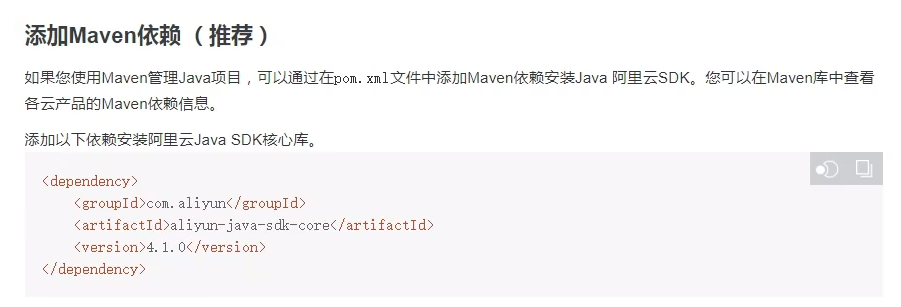 添加Maven依赖（推荐）
如果您使用Maven管理Java项目，可以通过在pom.xml文件中添加Maven依赖安装Java 阿里云SDK。您可以在Maven库中查看
各云产品的Maven依赖信息。
添加以下依赖安装阿里云Java SDK核心库。
<dependency>
    <groupId>com.aliyun</groupId>
    <artifactId>aliyun-java-sdk-core</artifactId>
    <version>4.1.0</version>
</dependency>